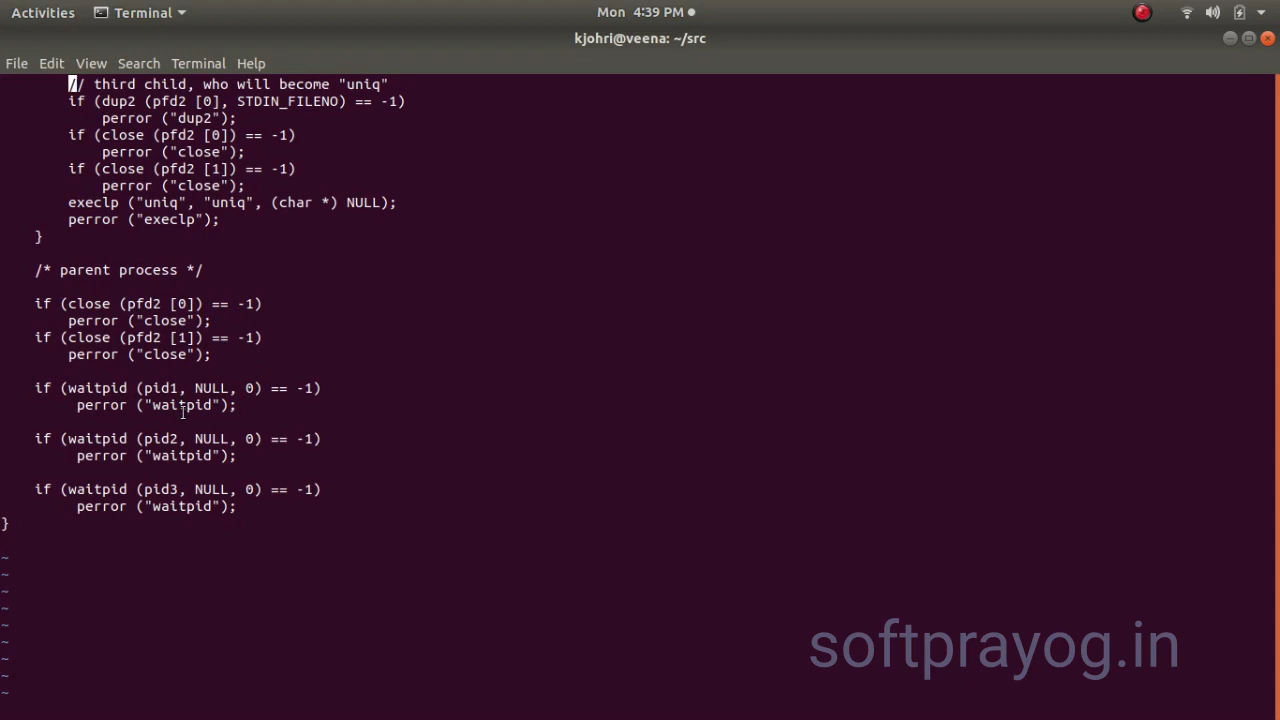 Activities Terminal Mon 4:39 PM
kjohri@veena: ~/src
File Edit View Search Terminal Help
// third child, who will become "uniq"
if (dup2 (pfd2 [0], STDIN_FILENO) == -1)
perror ("dup2");
if (close (pfd2 [0]) == -1)
perror ("close");
if (close (pfd2 [1]) == -1)
perror ("close");
execlp ("uniq", "uniq", (char *) NULL);
perror ("execlp");
}
/* parent process */
if (close (pfd2 [0]) == -1)
perror ("close");
if (close (pfd2 [1]) == -1)
perror ("close");
if (waitpid (pid1, NULL, 0) == -1)
perror ("waitpid");
if (waitpid (pid2, NULL, 0) == -1)
perror ("waitpid");
if (waitpid (pid3, NULL, 0) == -1)
perror ("waitpid");
}
~
~
~
~
~
~
~
~
~
softprayog.in